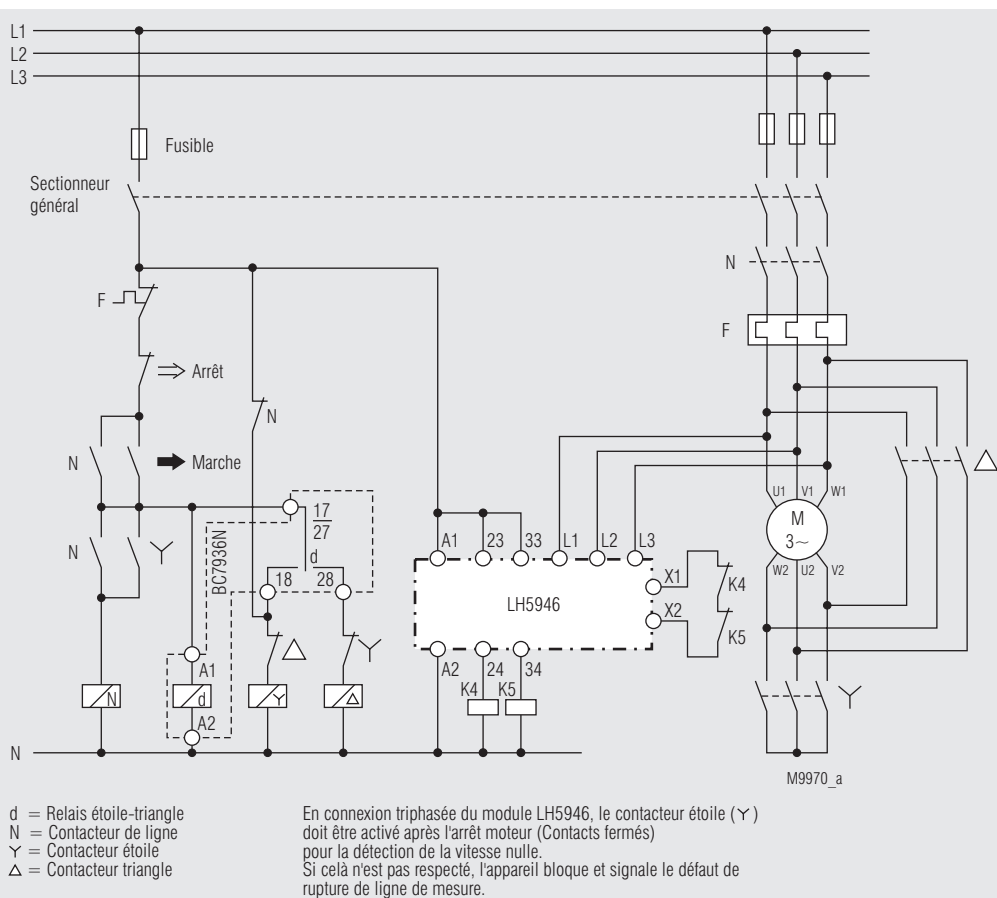 L1
L2
L3
Fusible
Sectionneur
général
N
F
F
Arrêt
N
N
Marche
17
27
d
BC7936N
18
28
N
A1
A2
N
d
Y
Δ
A1
23
33
L1
L2
L3
LH5946
X1
X2
K4
K5
A2
24
34
K4
K5
U1
V1
W1
M
3~
W2
U2
V2
N
M9970_a
d = Relais étoile-triangle
N = Contacteur de ligne
Y = Contacteur étoile
Δ = Contacteur triangle
En connexion triphasée du module LH5946, le contacteur étoile (Y)
doit être activé après l'arrêt moteur (Contacts fermés)
pour la détection de la vitesse nulle.
Si celà n'est pas respecté, l'appareil bloque et signale le défaut de
rupture de ligne de mesure.